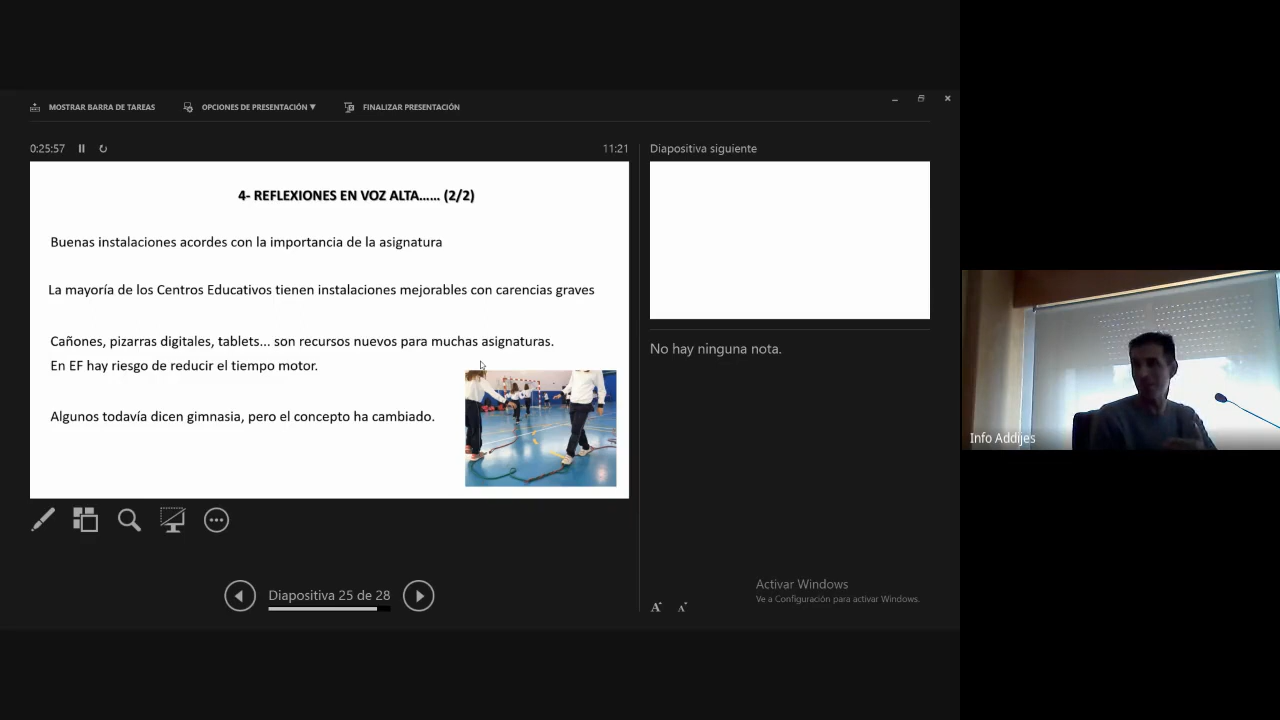 MOSTRAR BARRA DE TAREAS
OPCIONES DE PRESENTACIÓN ▼
FINALIZAR PRESENTACIÓN
0:25:57
11:21
Diapositiva siguiente
4- REFLEXIONES EN VOZ ALTA...... (2/2)
Buenas instalaciones acordes con la importancia de la asignatura
La mayoría de los Centros Educativos tienen instalaciones mejorables con carencias graves
Cañones, pizarras digitales, tablets... son recursos nuevos para muchas asignaturas.
En EF hay riesgo de reducir el tiempo motor.
Algunos todavía dicen gimnasia, pero el concepto ha cambiado.
No hay ninguna nota.
Info Addijes
Diapositiva 25 de 28
Activar Windows
Ve a Configuración para activar Windows.
A A